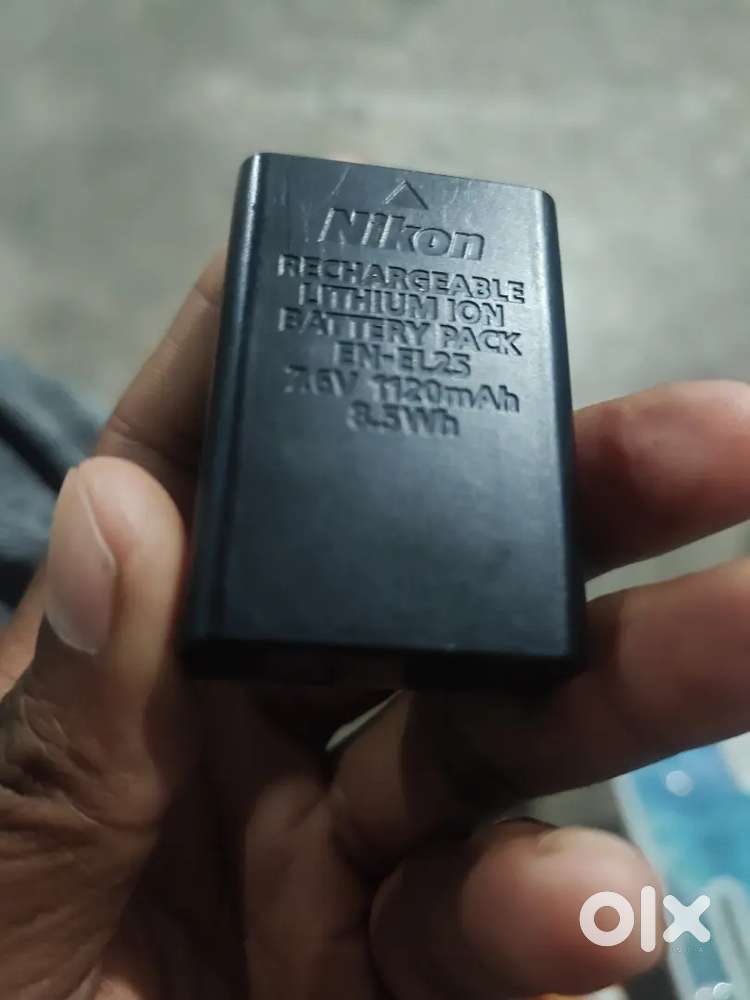 Nikon
RECHARGEABLE
LITHIUM ION
BATTERY PACK
EN-EL25
7.6V 1120mAh
8.5Wh
olx